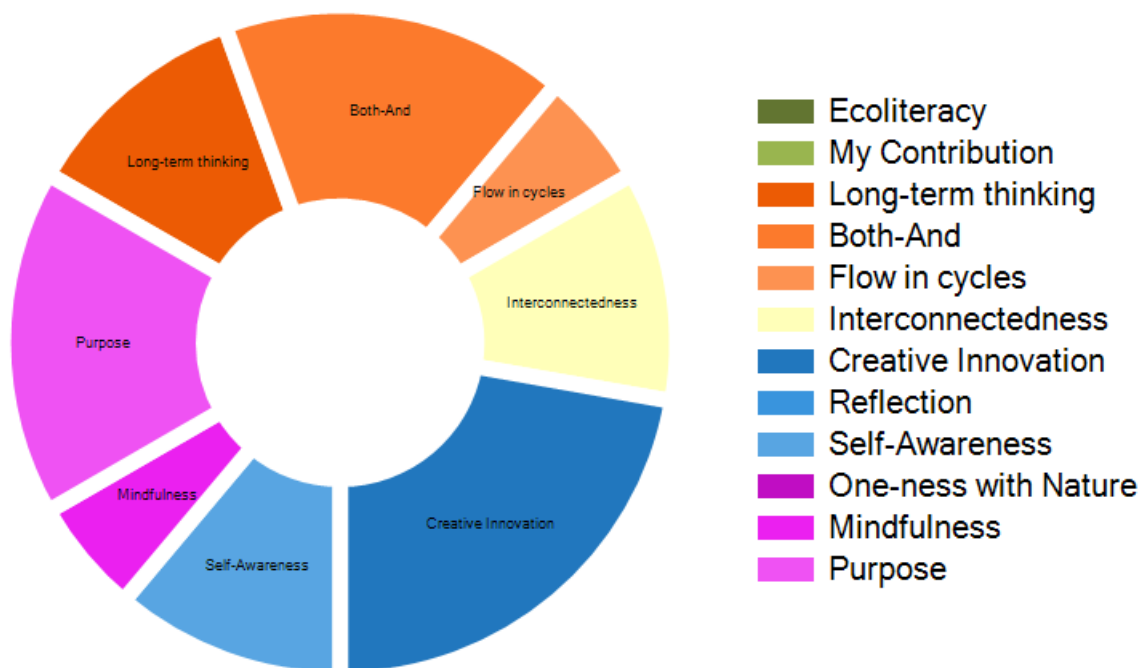 Both-And
Long-term thinking
Flow in cycles
Interconnectedness
Purpose
Mindfulness
Creative Innovation
Self-Awareness
Ecoliteracy
My Contribution
Long-term thinking
Both-And
Flow in cycles
Interconnectedness
Creative Innovation
Reflection
Self-Awareness
One-ness with Nature
Mindfulness
Purpose